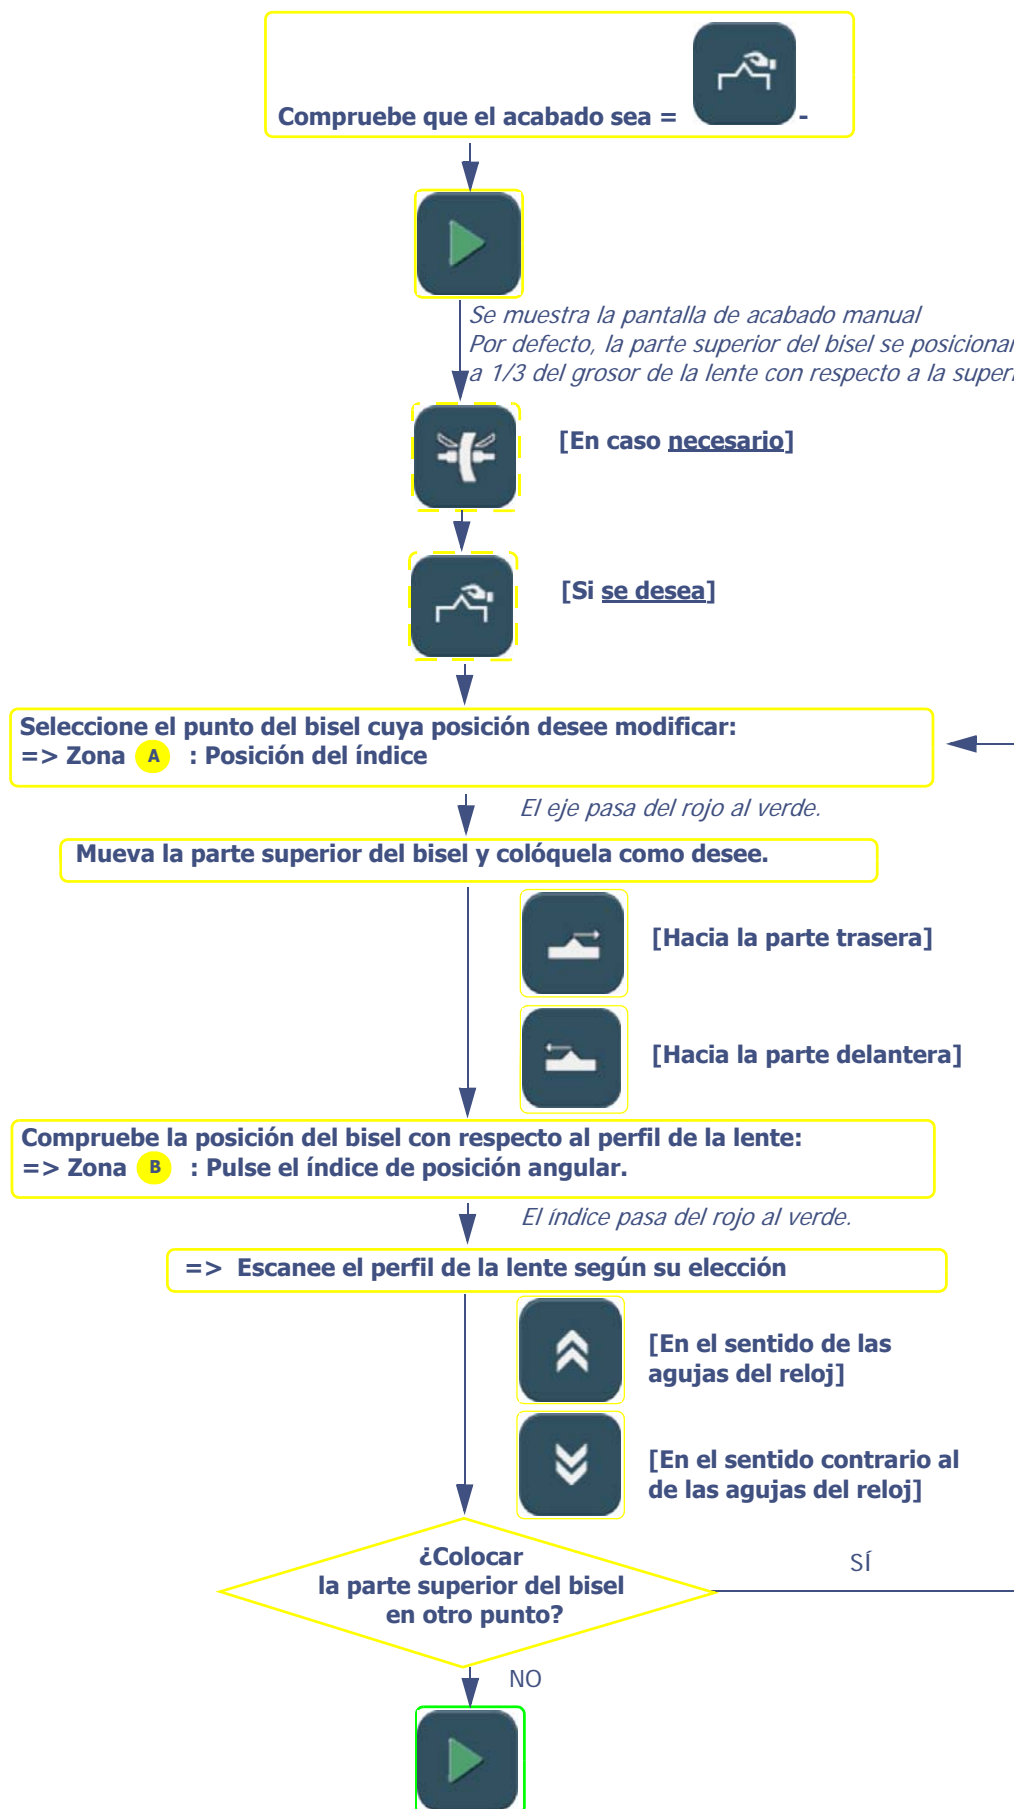 Compruebe que el acabado sea = -
Se muestra la pantalla de acabado manual
Por defecto, la parte superior del bisel se posicionar
a 1/3 del grosor de la lente con respecto a la superi
[En caso necesario]
[Si se desea]
Seleccione el punto del bisel cuya posición desee modificar:
=> Zona A : Posición del índice
El eje pasa del rojo al verde.
Mueva la parte superior del bisel y colóquela como desee.
[Hacia la parte trasera]
[Hacia la parte delantera]
Compruebe la posición del bisel con respecto al perfil de la lente:
=> Zona B : Pulse el índice de posición angular.
El índice pasa del rojo al verde.
=> Escanee el perfil de la lente según su elección
[En el sentido de las
agujas del reloj]
[En el sentido contrario al
de las agujas del reloj]
¿Colocar
la parte superior del bisel
en otro punto?
SÍ
NO